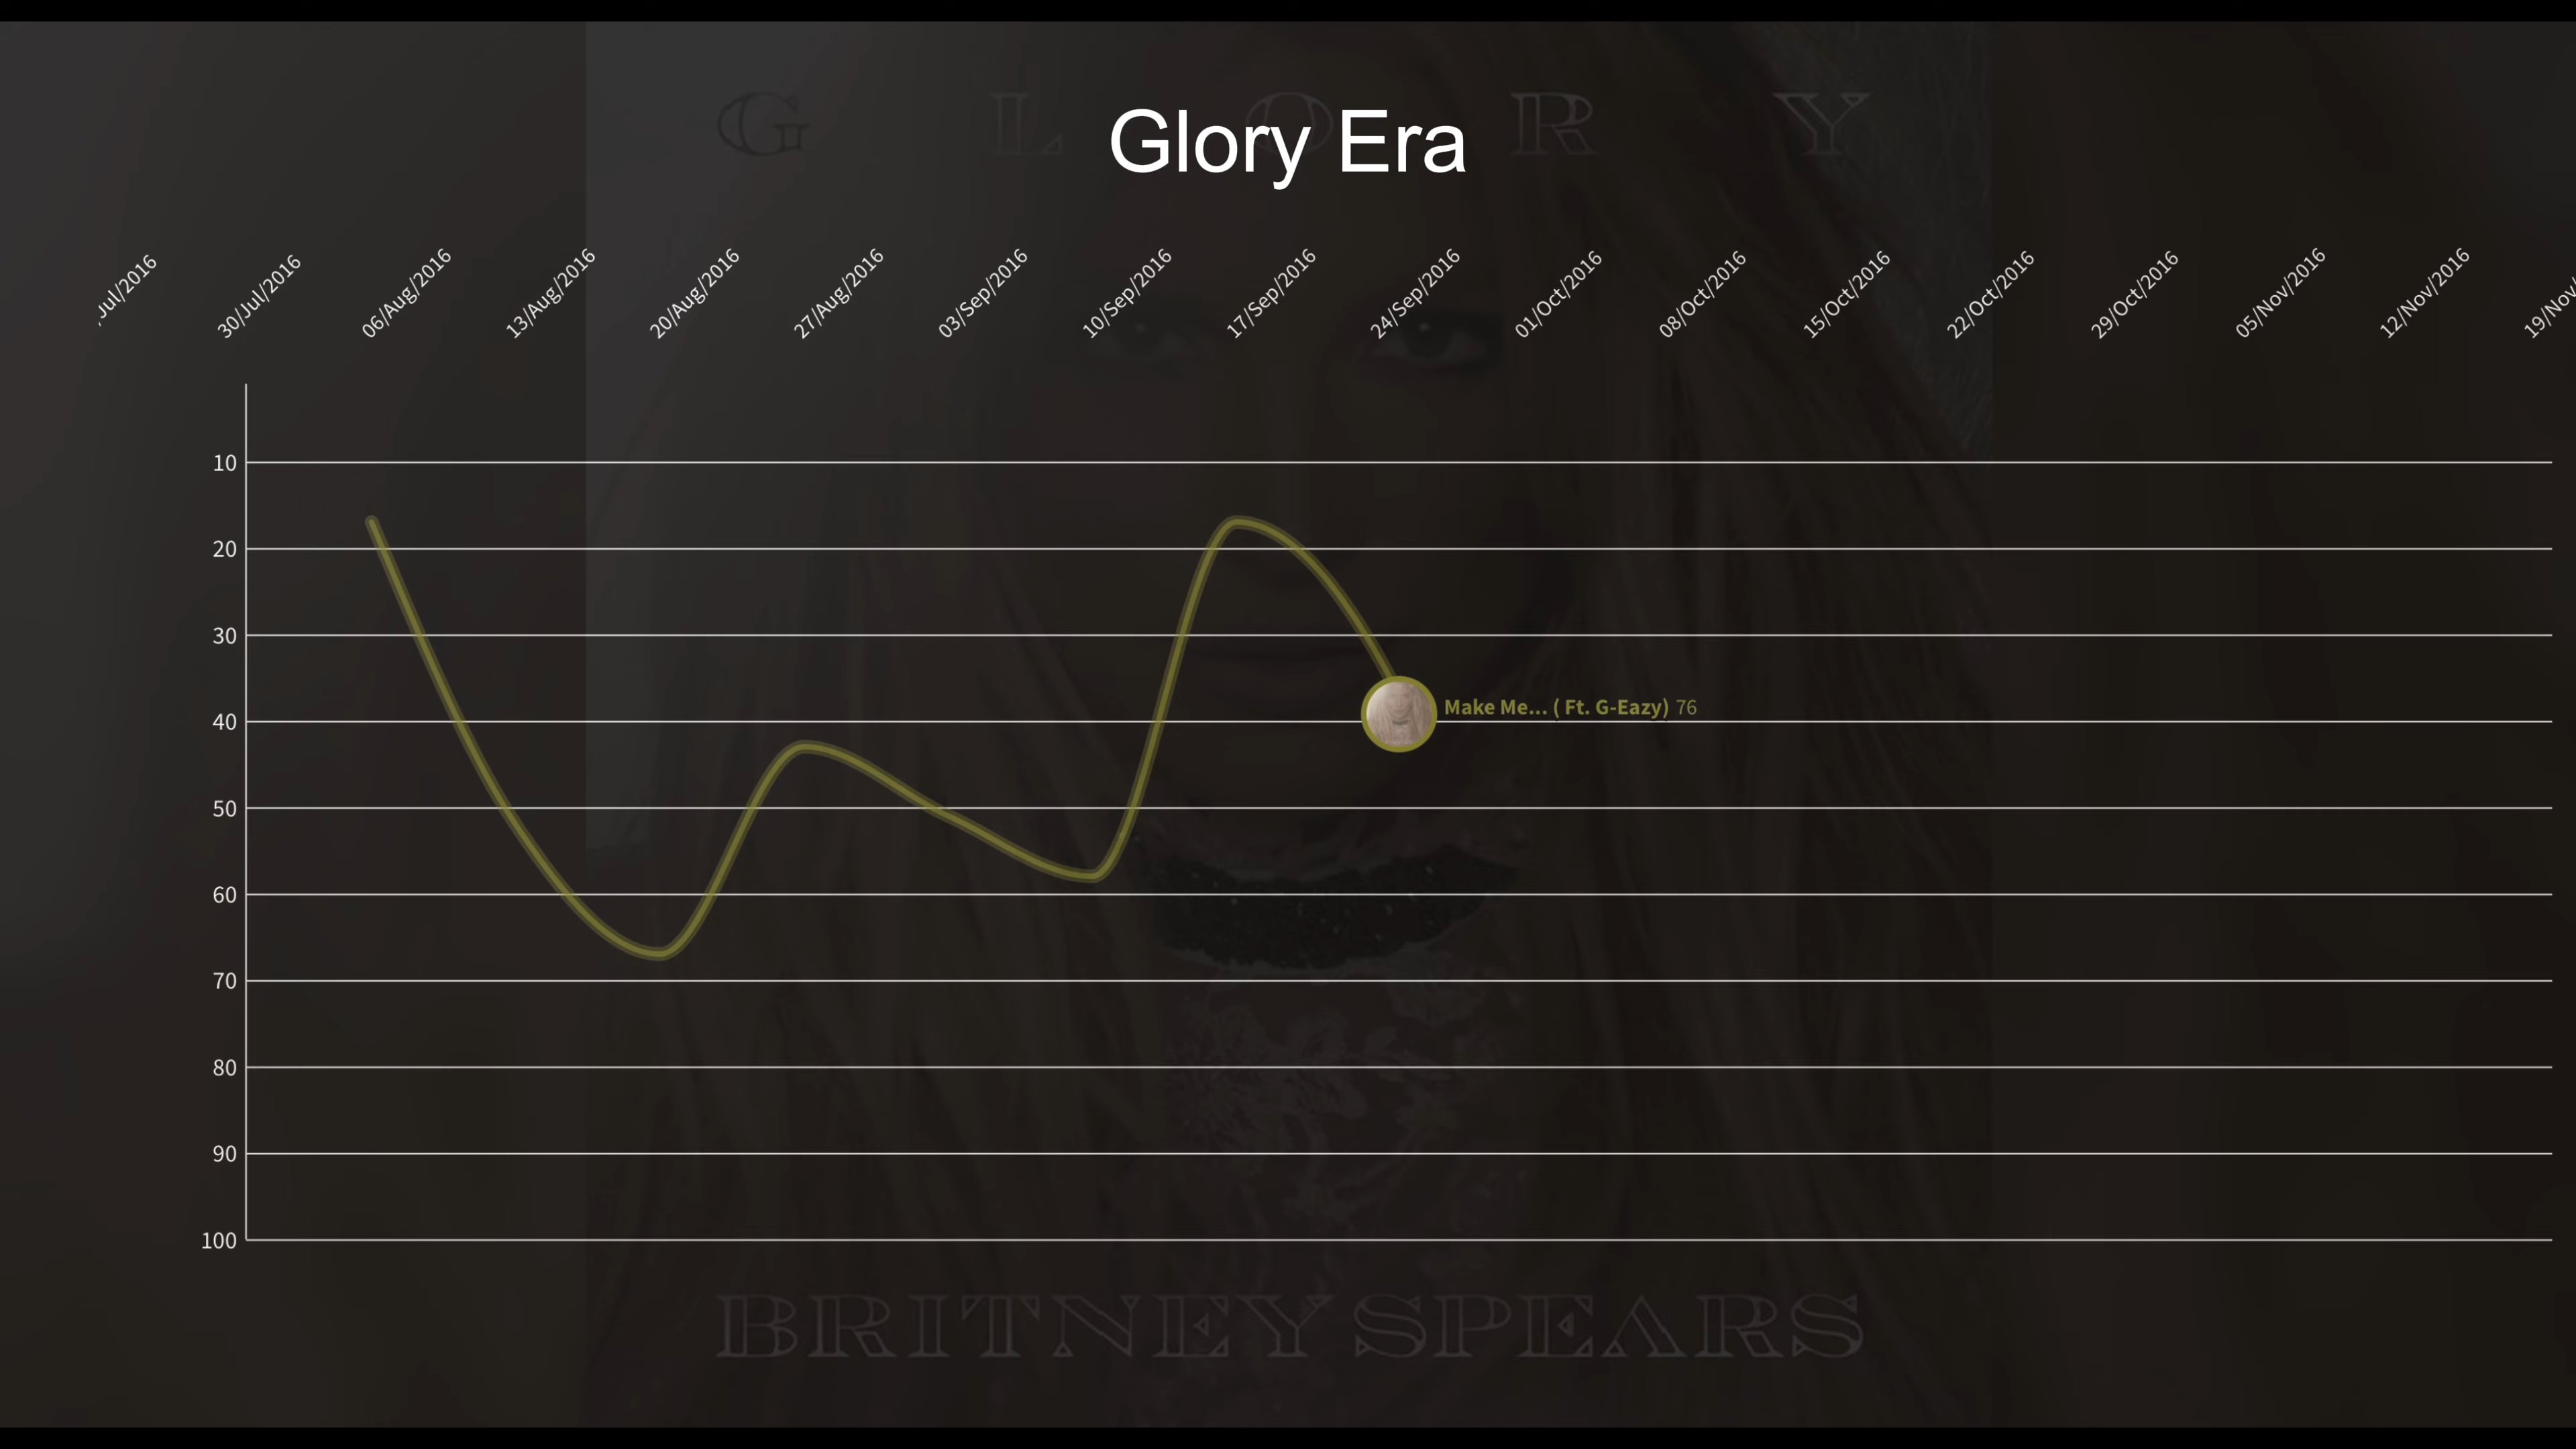 G L O R Y
Glory Era
/Jul/2016
30/Jul/2016
06/Aug/2016
13/Aug/2016
20/Aug/2016
27/Aug/2016
03/Sep/2016
10/Sep/2016
17/Sep/2016
24/Sep/2016
01/Oct/2016
08/Oct/2016
15/Oct/2016
22/Oct/2016
29/Oct/2016
05/Nov/2016
12/Nov/2016
19/Nov/
10
20
30
Make Me... ( Ft. G-Eazy) 76
40
50
60
70
80
90
100
BRITNEY SPEARS